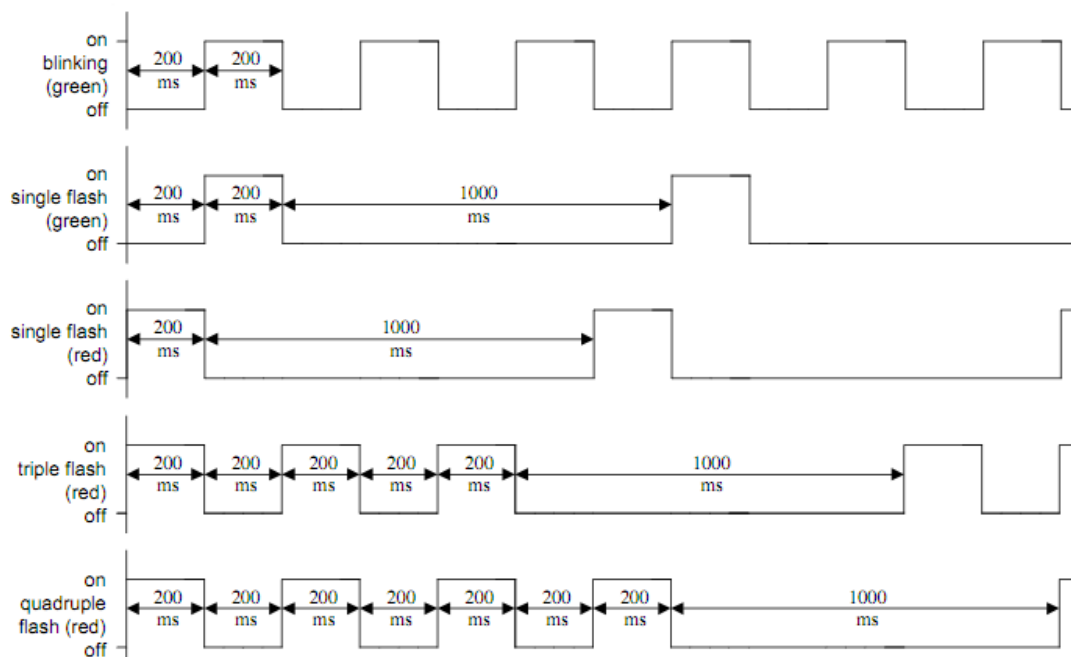 on
blinking
(green)
off
200 200
ms ms
on
single flash
(green)
off
200 200 1000
ms ms ms
on
single flash
(red)
off
200 1000
ms ms
on
triple flash
(red)
off
200 200 200 200 200 1000
ms ms ms ms ms ms
on
quadruple
flash (red)
off
200 200 200 200 200 200 200 1000
ms ms ms ms ms ms ms ms